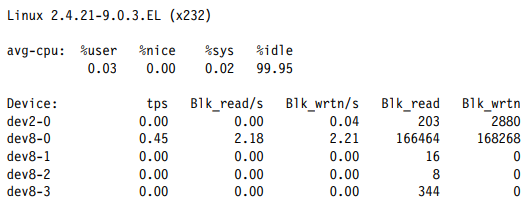 Linux 2.4.21-9.0.3.EL (x232)
avg-cpu: %user %nice %sys %idle
0.03 0.00 0.02 99.95
Device: tps Blk_read/s Blk_wrtn/s Blk_read Blk_wrtn
dev2-0 0.00 0.00 0.04 203 2880
dev8-0 0.45 2.18 2.21 166464 168268
dev8-1 0.00 0.00 0.00 16 0
dev8-2 0.00 0.00 0.00 8 0
dev8-3 0.00 0.00 0.00 344 0